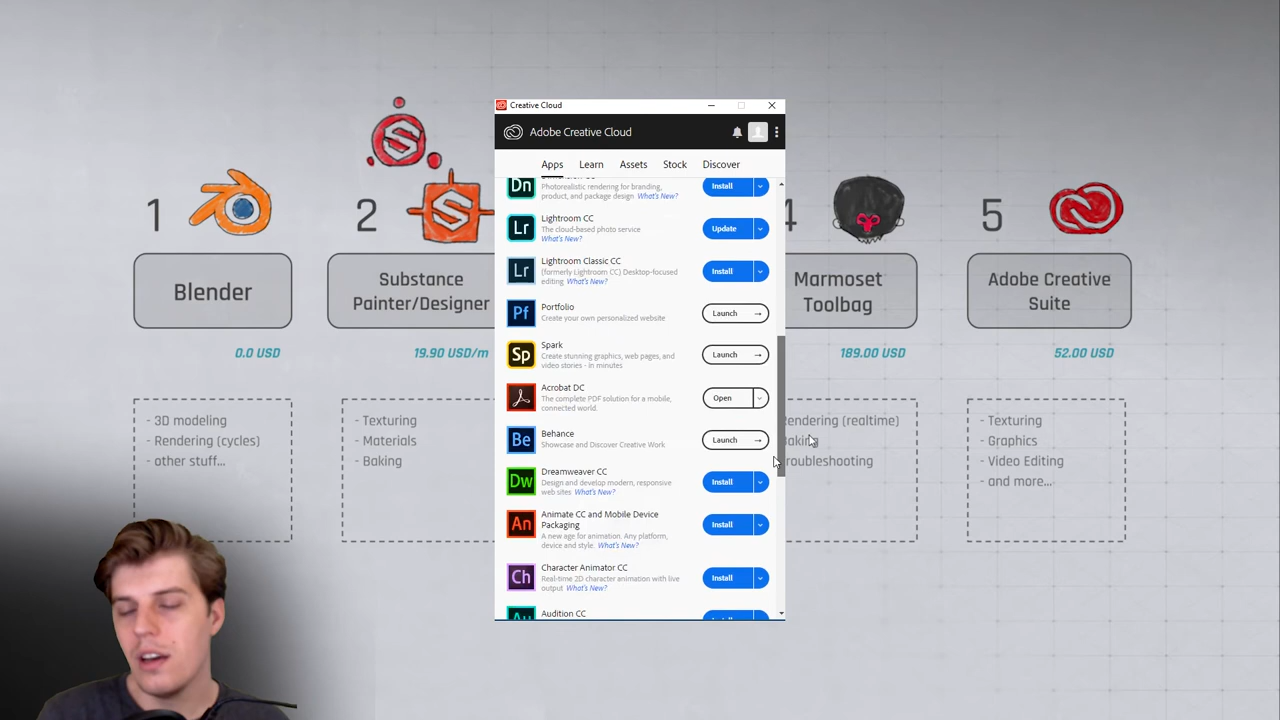 Creative Cloud
Adobe Creative Cloud
Apps Learn Assets Stock Discover
Dn
Photorealistic rendering for branding,
product, and package design What's New?
Install
Lr
Lightroom CC
The cloud-based photo service
What's New?
Update
Lr
Lightroom Classic CC
(formerly Lightroom CC) Desktop-focused
editing What's New?
Install
Pf
Portfolio
Create your own personalized website
Launch →
Sp
Spark
Create stunning graphics, web pages, and
video stories - In minutes
Launch →
Acrobat DC
The complete PDF solution for a mobile,
connected world.
Open
Be
Behance
Showcase and Discover Creative Work
Launch →
Dw
Dreamweaver CC
Design and develop modern, responsive
web sites What's New?
Install
An
Animate CC and Mobile Device
Packaging
A new age for animation. Any platform,
device and style. What's New?
Install
Ch
Character Animator CC
Real-time 2D character animation with live
output What's New?
Install
Audition CC
1
Blender
0.0 USD
- 3D modeling
- Rendering (cycles)
- other stuff...
2
Substance
Painter/Designer
19.90 USD/m
- Texturing
- Materials
- Baking
4
Marmoset
Toolbag
189.00 USD
Rendering (realtime)
Baking
roubleshooting
5
Adobe Creative
Suite
52.00 USD
- Texturing
- Graphics
- Video Editing
- and more...